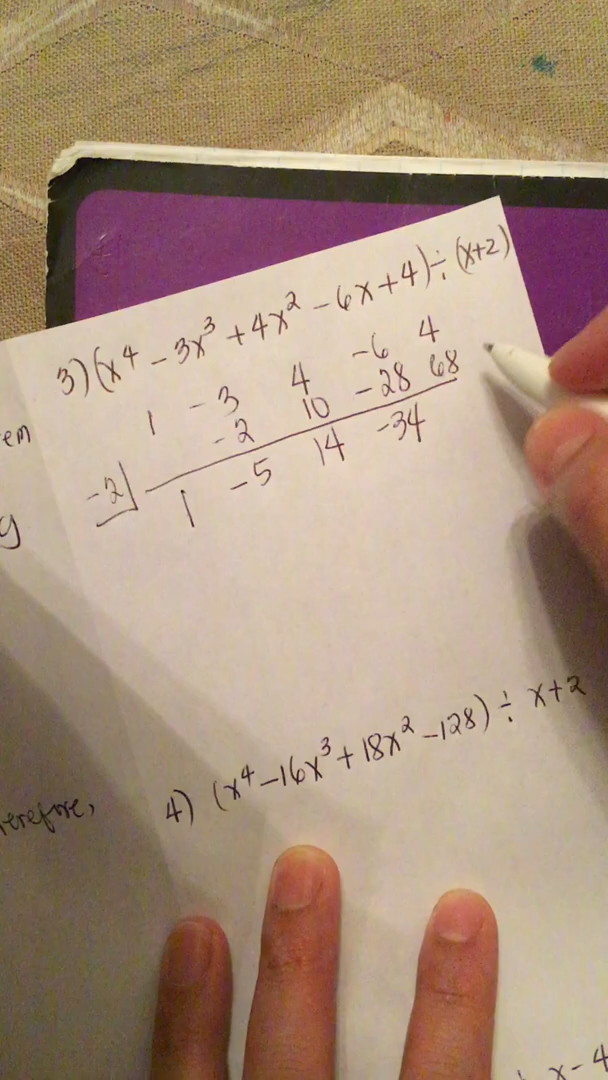 3) (x⁴ - 3x³ + 4x² - 6x + 4) ÷ (x+2)
1 -3 4 -6 4
-2 10 -28 68
-2
1 -5 14 -34
em
g
erefore,
4) (x⁴ - 16x³ + 18x² - 128) ÷ x+2
x - 4